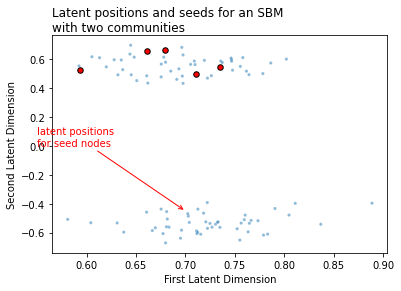 Latent positions and seeds for an SBM
with two communities
Second Latent Dimension
0.6
0.4
0.2
0.0
−0.2
−0.4
−0.6
latent positions
for seed nodes
0.60
0.65
0.70
0.75
0.80
0.85
0.90
First Latent Dimension